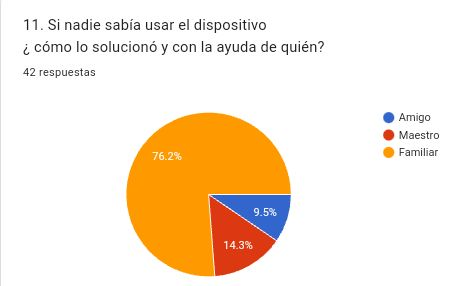 11. Si nadie sabía usar el dispositivo
¿ cómo lo solucionó y con la ayuda de quién?
42 respuestas
Amigo
Maestro
Familiar
76.2%
9.5%
14.3%